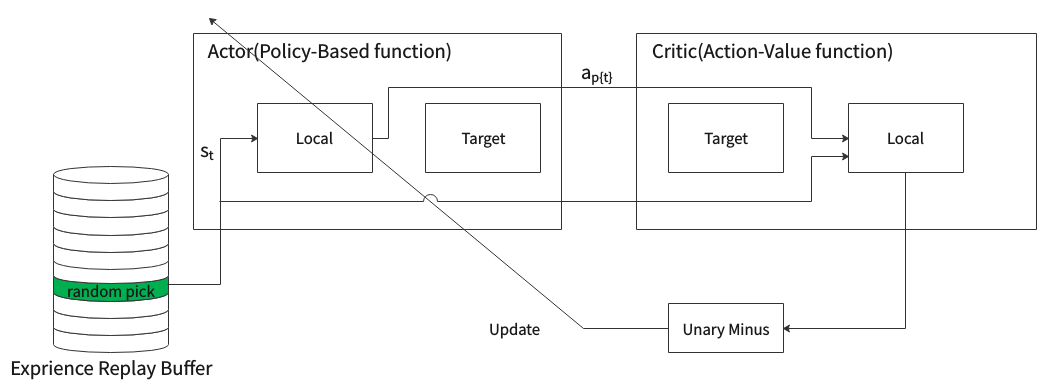 Actor(Policy-Based function)
Critic(Action-Value function)
a_p{t}
Local
Target
Target
Local
s_t
random pick
Update
Unary Minus
Exprience Replay Buffer